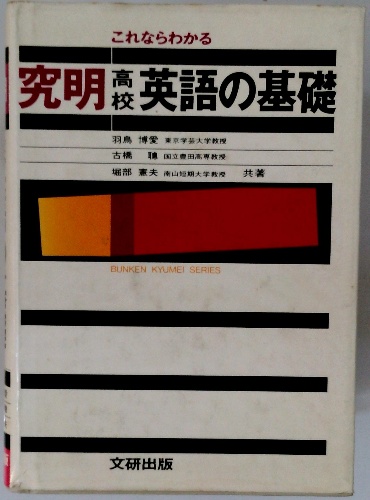 これならわかる
究明高校英語の基礎
羽鳥 博愛 東京学芸大学教授
古橋 聰 国立豊田高専教授
堀部 憲夫 南山短期大学教授 共著
BUNKEN KYUMEI SERIES
文研出版